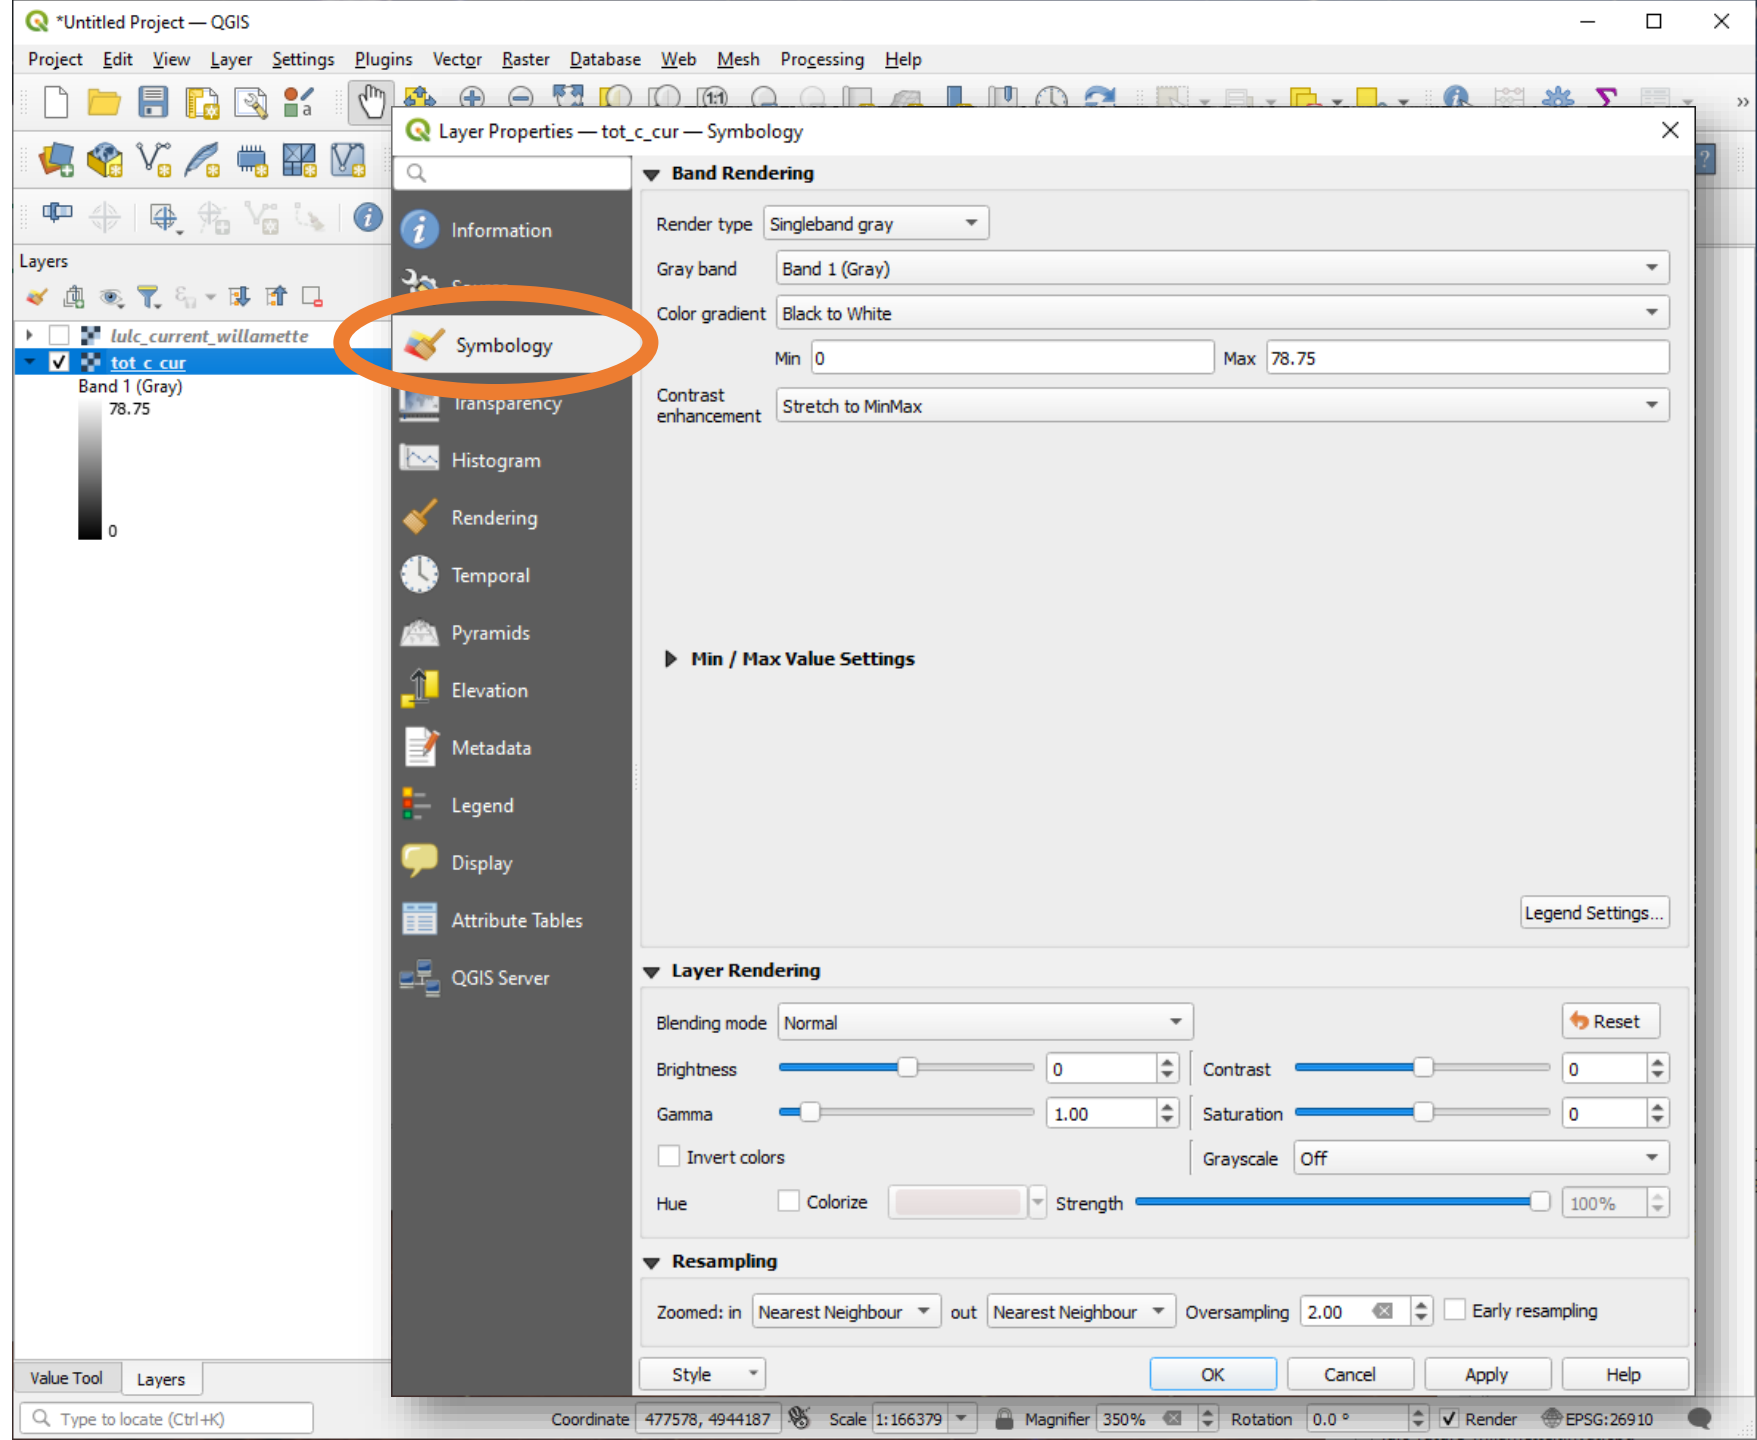 *Untitled Project — QGIS
Project Edit View Layer Settings Plugins Vector Raster Database Web Mesh Processing Help
Layer Properties — tot_c_cur — Symbology
Layers
lulc_current_willamette
tot_c_cur
Band 1 (Gray)
78.75
0
Information
Symbology
Transparency
Histogram
Rendering
Temporal
Pyramids
Elevation
Metadata
Legend
Display
Attribute Tables
QGIS Server
Band Rendering
Render type Singleband gray
Gray band Band 1 (Gray)
Color gradient Black to White
Min 0 Max 78.75
Contrast
enhancement Stretch to MinMax
Min / Max Value Settings
Legend Settings...
Layer Rendering
Blending mode Normal Reset
Brightness 0 Contrast 0
Gamma 1.00 Saturation 0
Invert colors Grayscale Off
Hue Colorize Strength 100%
Resampling
Zoomed: in Nearest Neighbour out Nearest Neighbour Oversampling 2.00 Early resampling
Style OK Cancel Apply Help
Value Tool Layers
Type to locate (Ctrl+K) Coordinate 477578, 4944187 Scale 1:166379 Magnifier 350% Rotation 0.0 ° Render EPSG:26910